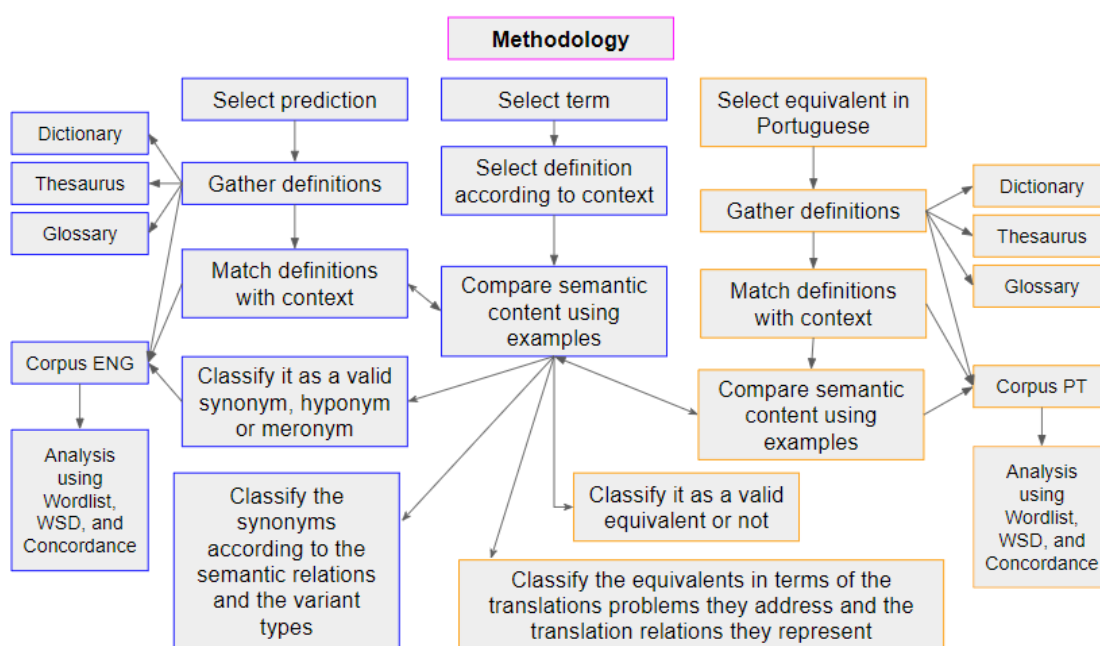 Methodology
Select prediction
Select term
Select equivalent in
Portuguese
Dictionary
Thesaurus
Glossary
Gather definitions
Select definition
according to context
Gather definitions
Dictionary
Thesaurus
Glossary
Match definitions
with context
Compare semantic
content using
examples
Match definitions
with context
Corpus ENG
Classify it as a valid
synonym, hyponym
or meronym
Compare semantic
content using
examples
Corpus PT
Analysis
using
Wordlist,
WSD, and
Concordance
Classify the
synonyms
according to the
semantic relations
and the variant
types
Classify it as a valid
equivalent or not
Analysis
using
Wordlist,
WSD, and
Concordance
Classify the equivalents in terms of the
translations problems they address and the
translation relations they represent